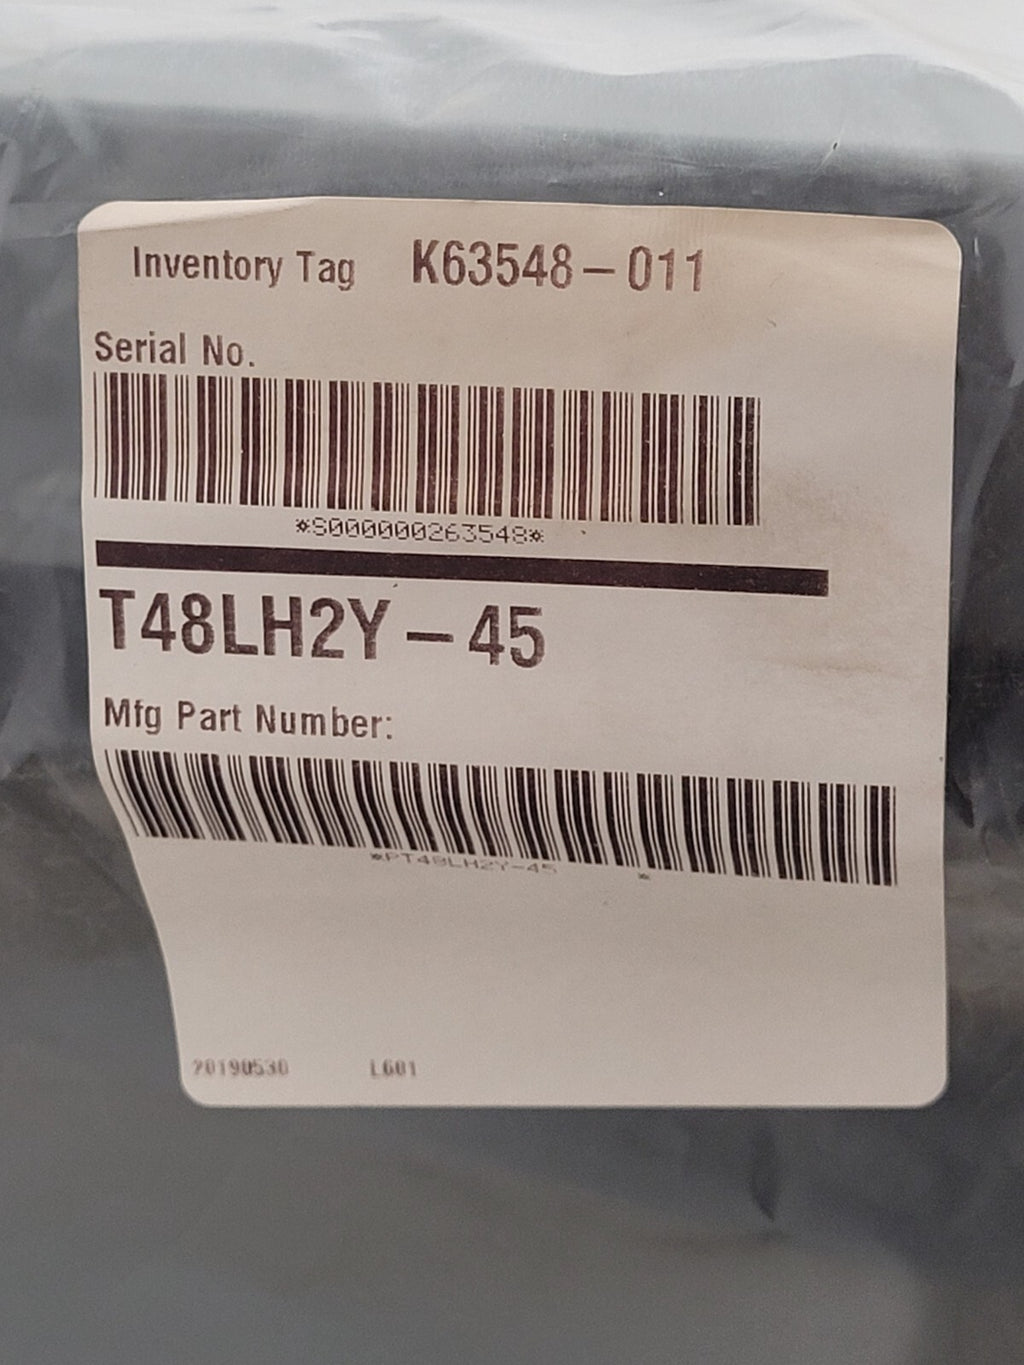 Inventory Tag K63548-011
Serial No.
*S000000263548*
T48LH2Y-45
Mfg Part Number:
*PT48LH2Y-45 *
20190530 L601